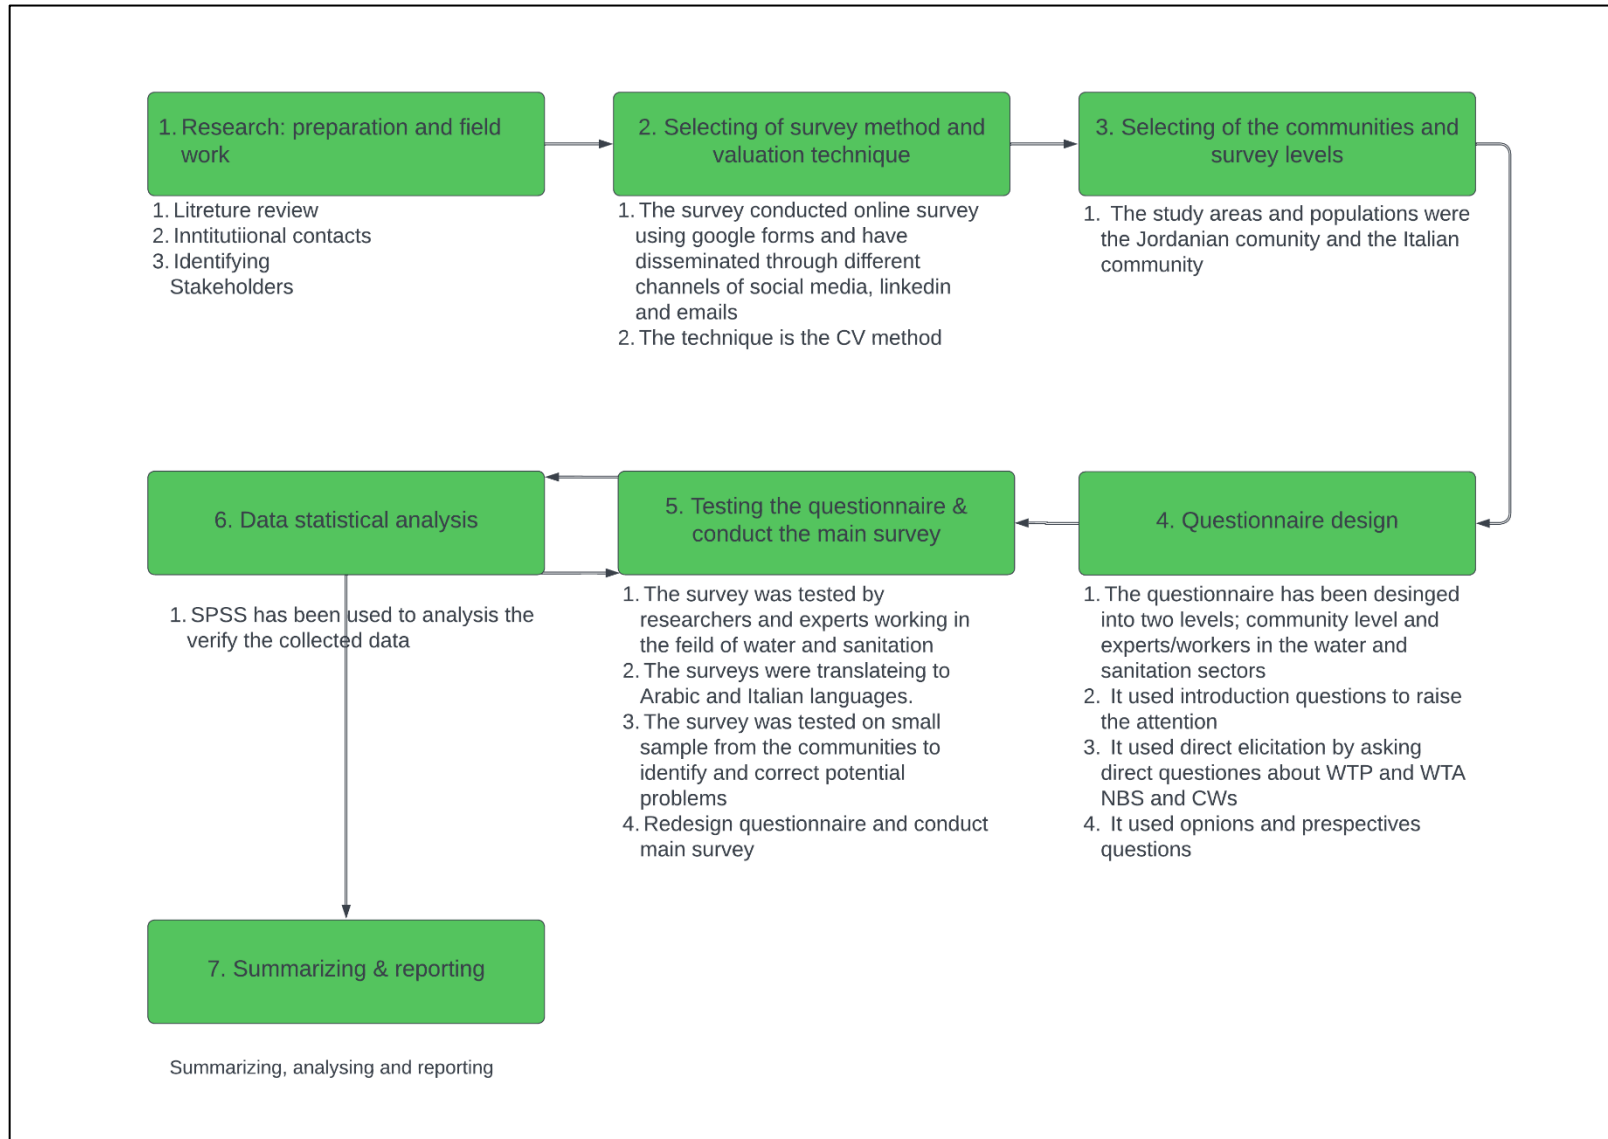 1. Research: preparation and field
work
1. Litreture review
2. Inntitutiional contacts
3. Identifying
Stakeholders
2. Selecting of survey method and
valuation technique
1. The survey conducted online survey
using google forms and have
disseminated through different
channels of social media, linkedin
and emails
2. The technique is the CV method
3. Selecting of the communities and
survey levels
1. The study areas and populations were
the Jordanian comunity and the Italian
community
4. Questionnaire design
1. The questionnaire has been desinged
into two levels; community level and
experts/workers in the water and
sanitation sectors
2. It used introduction questions to raise
the attention
3. It used direct elicitation by asking
direct questiones about WTP and WTA
NBS and CWs
4. It used opnions and prespectives
questions
5. Testing the questionnaire &
conduct the main survey
1. The survey was tested by
researchers and experts working in
the feild of water and sanitation
2. The surveys were translateing to
Arabic and Italian languages.
3. The survey was tested on small
sample from the communities to
identify and correct potential
problems
4. Redesign questionnaire and conduct
main survey
6. Data statistical analysis
1. SPSS has been used to analysis the
verify the collected data
7. Summarizing & reporting
Summarizing, analysing and reporting